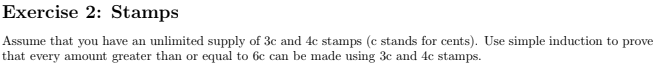 Exercise 2: Stamps
Assume that you have an unlimited supply of 3c and 4c stamps (c stands for cents). Use simple induction to prove
that every amount greater than or equal to 6c can be made using 3c and 4c stamps.